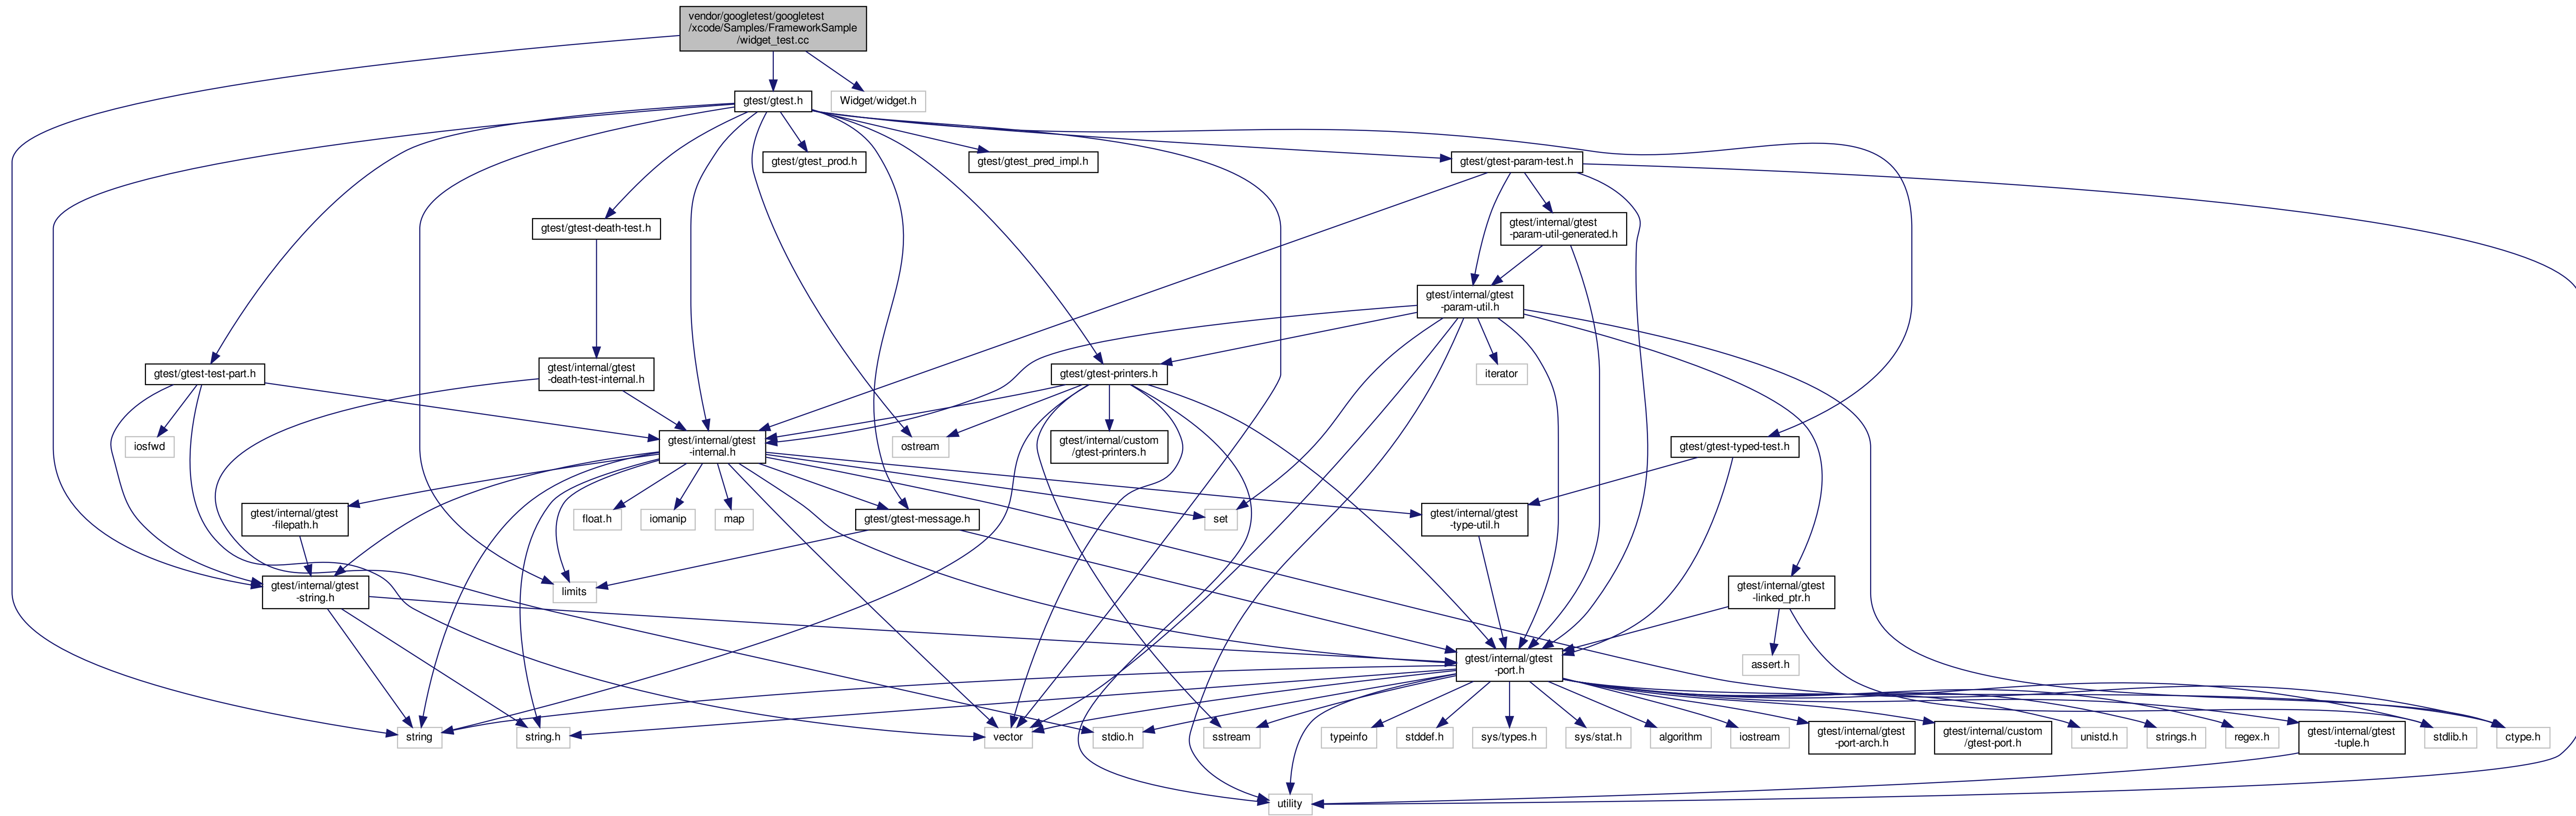 vendor/googletest/googletest
/xcode/Samples/FrameworkSample
/widget_test.cc
gtest/gtest.h
Widget/widget.h
gtest/gtest_prod.h
gtest/gtest_pred_impl.h
gtest/gtest-param-test.h
gtest/gtest-death-test.h
gtest/internal/gtest
-param-util-generated.h
gtest/internal/gtest
-param-util.h
gtest/gtest-test-part.h
gtest/internal/gtest
-death-test-internal.h
gtest/gtest-printers.h
iterator
iosfwd
gtest/internal/gtest
-internal.h
ostream
gtest/internal/custom
/gtest-printers.h
gtest/gtest-typed-test.h
gtest/internal/gtest
-filepath.h
float.h
iomanip
map
gtest/gtest-message.h
set
gtest/internal/gtest
-type-util.h
gtest/internal/gtest
-string.h
limits
gtest/internal/gtest
-linked_ptr.h
gtest/internal/gtest
-port.h
assert.h
string
string.h
vector
stdio.h
sstream
typeinfo
stddef.h
sys/types.h
sys/stat.h
algorithm
iostream
gtest/internal/gtest
-port-arch.h
gtest/internal/custom
/gtest-port.h
unistd.h
strings.h
regex.h
gtest/internal/gtest
-tuple.h
stdlib.h
ctype.h
utility